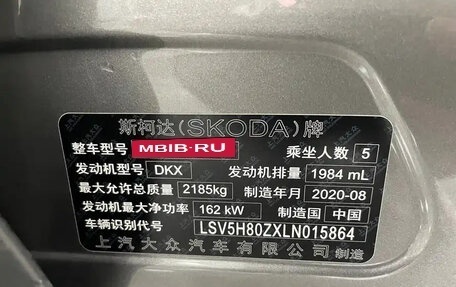 斯柯达(SKODA)牌
整车型号 MBIB-RU 乘坐人数 5
发动机型号 DKX 发动机排量 1984 mL
最大允许总质量 2185kg 制造年月 2020-08
发动机最大净功率 162 kW 制造国 中国
车辆识别代号 LSV5H80ZXLN015864
上汽大众汽车有限公司 制造